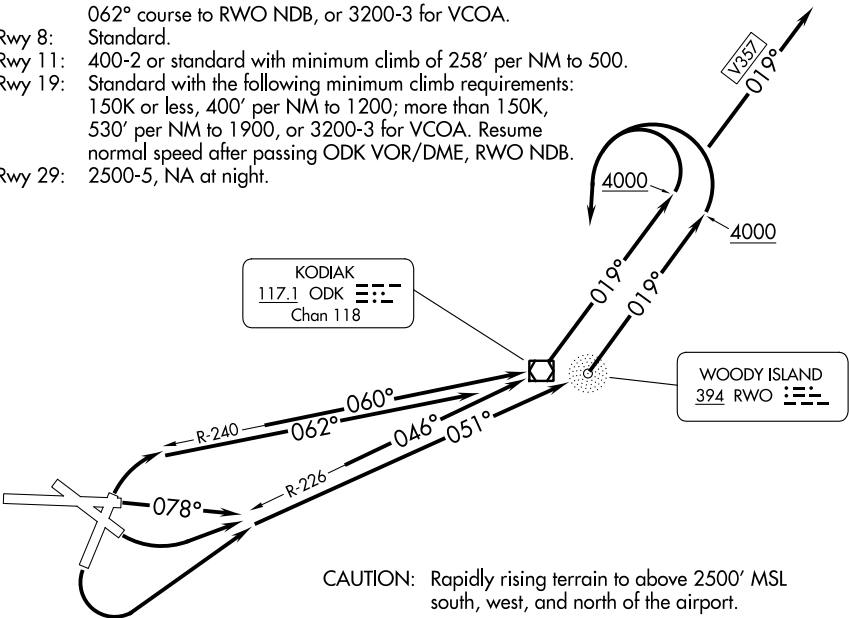 062° course to RWO NDB, or 3200-3 for VCOA.
Rwy 8: Standard.
Rwy 11: 400-2 or standard with minimum climb of 258' per NM to 500.
Rwy 19: Standard with the following minimum climb requirements:
150K or less, 400' per NM to 1200; more than 150K,
530' per NM to 1900, or 3200-3 for VCOA. Resume
normal speed after passing ODK VOR/DME, RWO NDB.
Rwy 29: 2500-5, NA at night.
V357
019°
4000
4000
019°
019°
KODIAK
117.1 ODK
Chan 118
WOODY ISLAND
394 RWO
060°
R-240
062°
046°
051°
R-226
078°
CAUTION: Rapidly rising terrain to above 2500' MSL
south, west, and north of the airport.